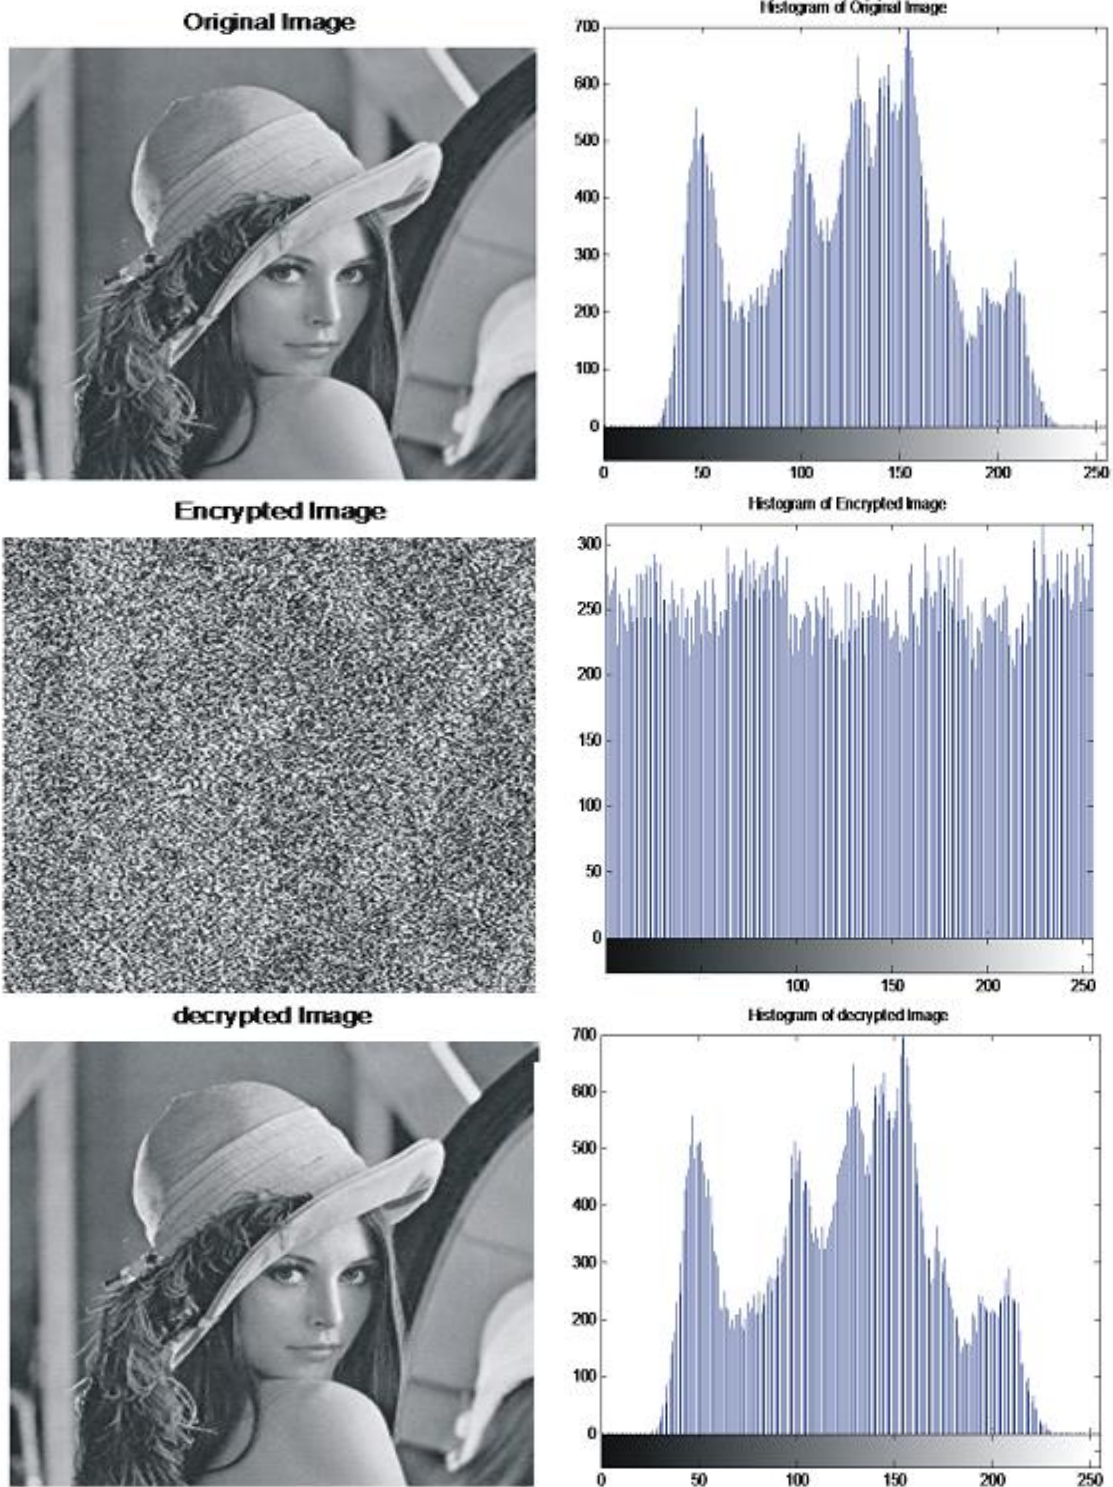 Original Image
Histogram of Original Image
700
600
500
400
300
200
100
0
0 50 100 150 200 250
Encrypted Image
Histogram of Encrypted Image
300
250
200
150
100
50
0
100 150 200 250
decrypted Image
Histogram of decrypted Image
700
600
500
400
300
200
100
0
0 50 100 150 200 250